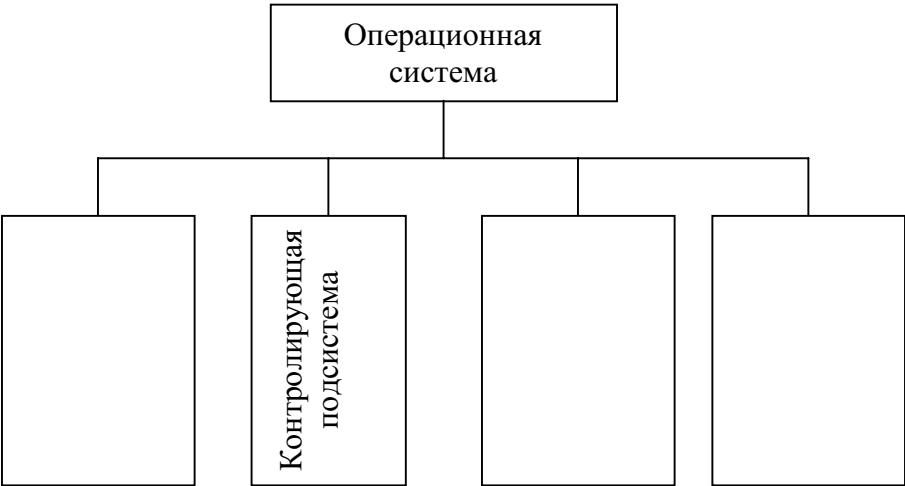 Операционная
система
Контролирующая
подсистема